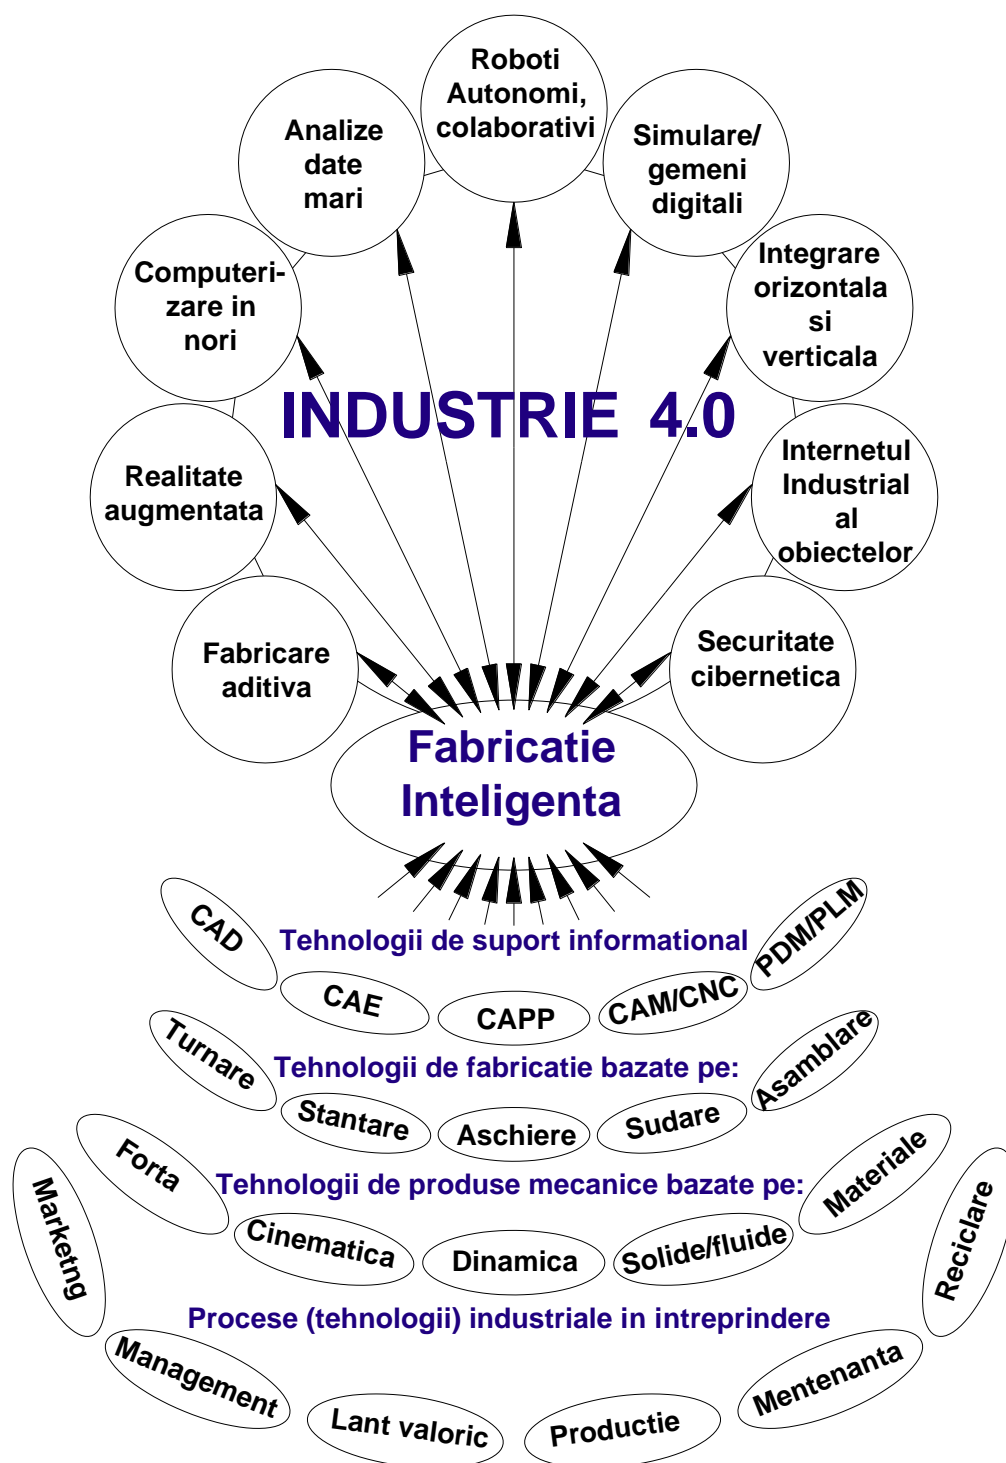 Roboti
Autonomi,
colaborativi
Analize
date
mari
Simulare/
gemeni
digitali
Computeri-
zare in
nori
Integrare
orizontala
si
verticala
INDUSTRIE 4.0
Realitate
augmentata
Internetul
Industrial
al
obiectelor
Fabricare
aditiva
Securitate
cibernetica
Fabricatie
Inteligenta
CAD
Tehnologii de suport informational
PDM/PLM
CAE
CAPP
CAM/CNC
Turnare
Tehnologii de fabricatie bazate pe:
Asamblare
Stantare
Aschiere
Sudare
Forta
Tehnologii de produse mecanice bazate pe:
Materiale
Marketng
Cinematica
Dinamica
Solide/fluide
Reciclare
Procese (tehnologii) industriale in intreprindere
Management
Lant valoric
Productie
Mentenanta